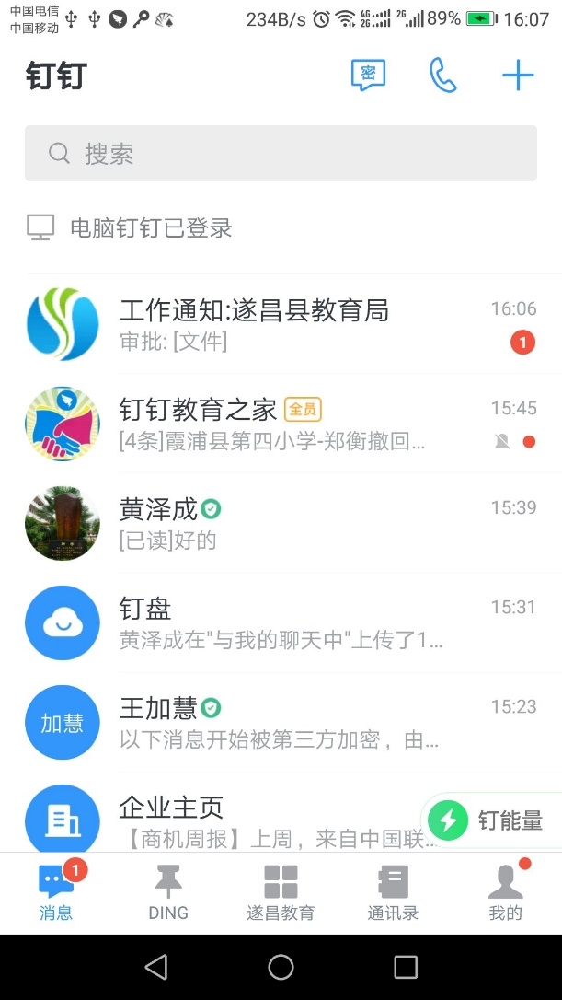 中国电信
中国移动
234B/s 4G 2G 2G 2G 89% 16:07
钉钉
密
搜索
电脑钉钉已登录
工作通知:遂昌县教育局 16:06
审批: [文件] 1
钉钉教育之家 全员 15:45
[4条]霞浦县第四小学-郑衡撤回...
黄泽成 15:39
[已读]好的
钉盘 15:31
黄泽成在"与我的聊天中"上传了1...
加慧
王加慧 15:23
以下消息开始被第三方加密，由...
企业主页
【商机周报】上周，来自中国联...
钉能量
1
消息 DING 遂昌教育 通讯录 我的